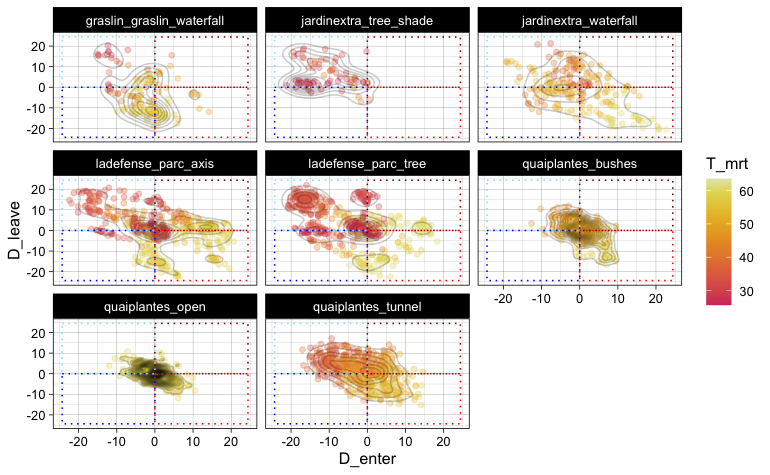 graslin_graslin_waterfall jardinextra_tree_shade jardinextra_waterfall
20
10
0
-10
-20
ladefense_parc_axis ladefense_parc_tree quaiplantes_bushes
20
10
0
-10
-20
-20 -10 0 10 20
quaiplantes_open quaiplantes_tunnel
20
10
0
-10
-20
-20 -10 0 10 20 -20 -10 0 10 20
D_enter
D_leave
T_mrt
60
50
40
30